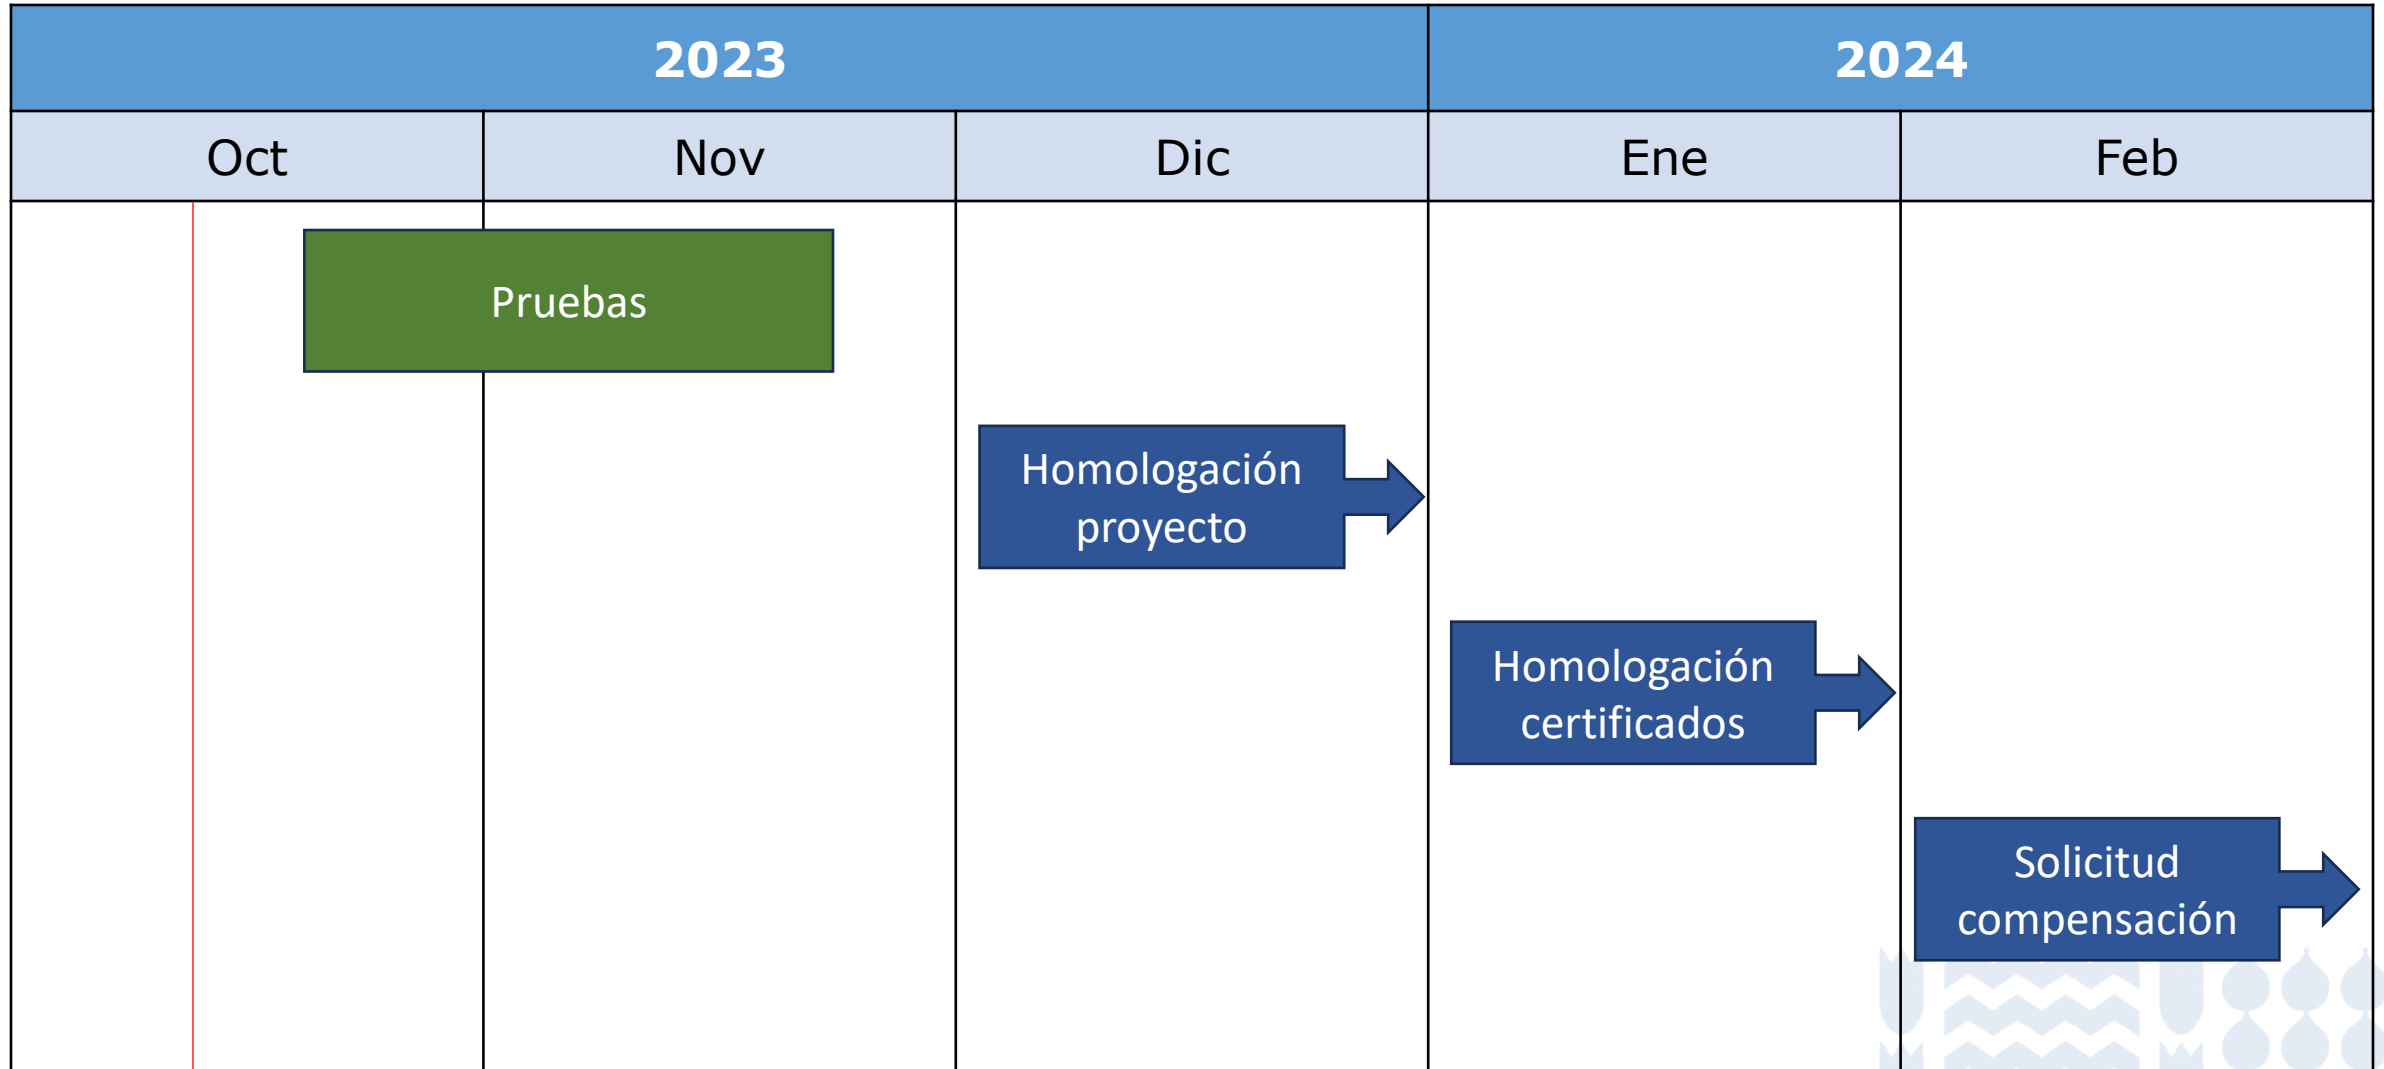 2023
2024
Oct
Nov
Dic
Ene
Feb
Pruebas
Homologación
proyecto
Homologación
certificados
Solicitud
compensación